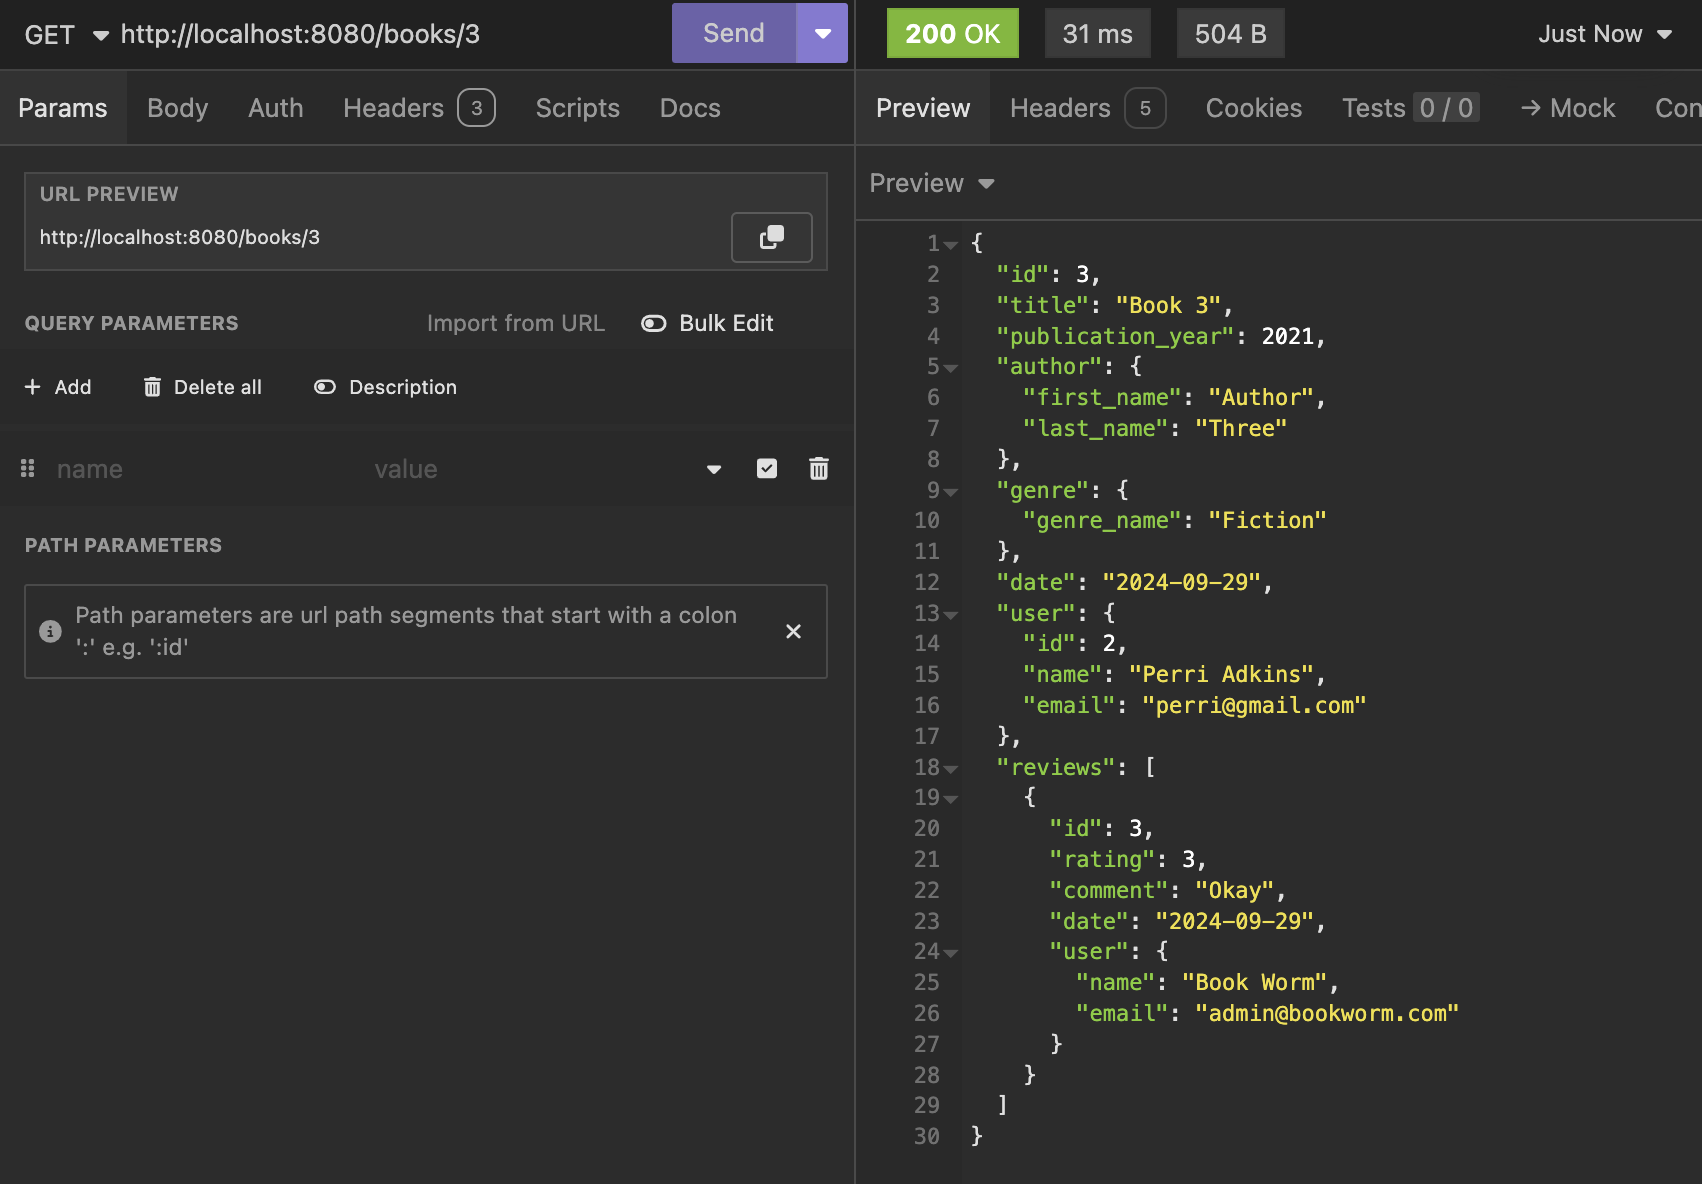 GET http://localhost:8080/books/3 Send
200 OK 31 ms 504 B Just Now
Params Body Auth Headers 3 Scripts Docs
Preview Headers 5 Cookies Tests 0 / 0 → Mock Con
URL PREVIEW
http://localhost:8080/books/3
QUERY PARAMETERS Import from URL Bulk Edit
+ Add Delete all Description
name value
PATH PARAMETERS
Path parameters are url path segments that start with a colon
':' e.g. ':id'
Preview
1 {
2 "id": 3,
3 "title": "Book 3",
4 "publication_year": 2021,
5 "author": {
6 "first_name": "Author",
7 "last_name": "Three"
8 },
9 "genre": {
10 "genre_name": "Fiction"
11 },
12 "date": "2024-09-29",
13 "user": {
14 "id": 2,
15 "name": "Perri Adkins",
16 "email": "perri@gmail.com"
17 },
18 "reviews": [
19 {
20 "id": 3,
21 "rating": 3,
22 "comment": "Okay",
23 "date": "2024-09-29",
24 "user": {
25 "name": "Book Worm",
26 "email": "admin@bookworm.com"
27 }
28 }
29 ]
30 }